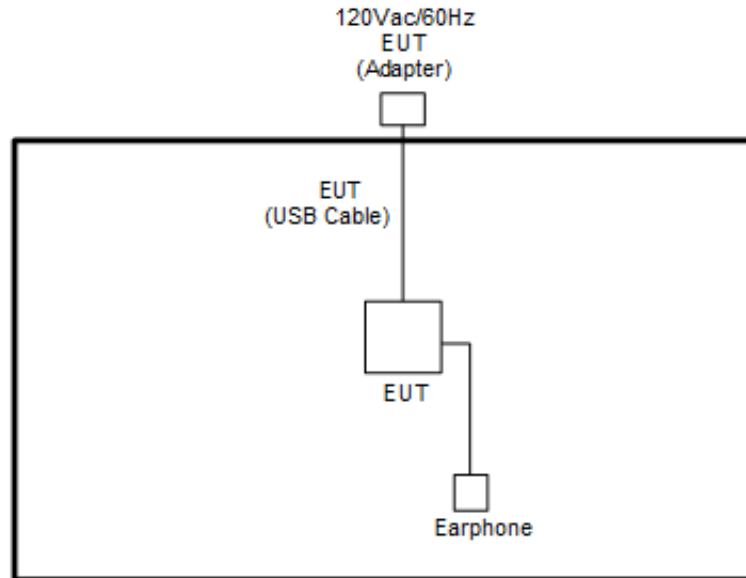 120Vac/60Hz
EUT
(Adapter)
EUT
(USB Cable)
EUT
Earphone